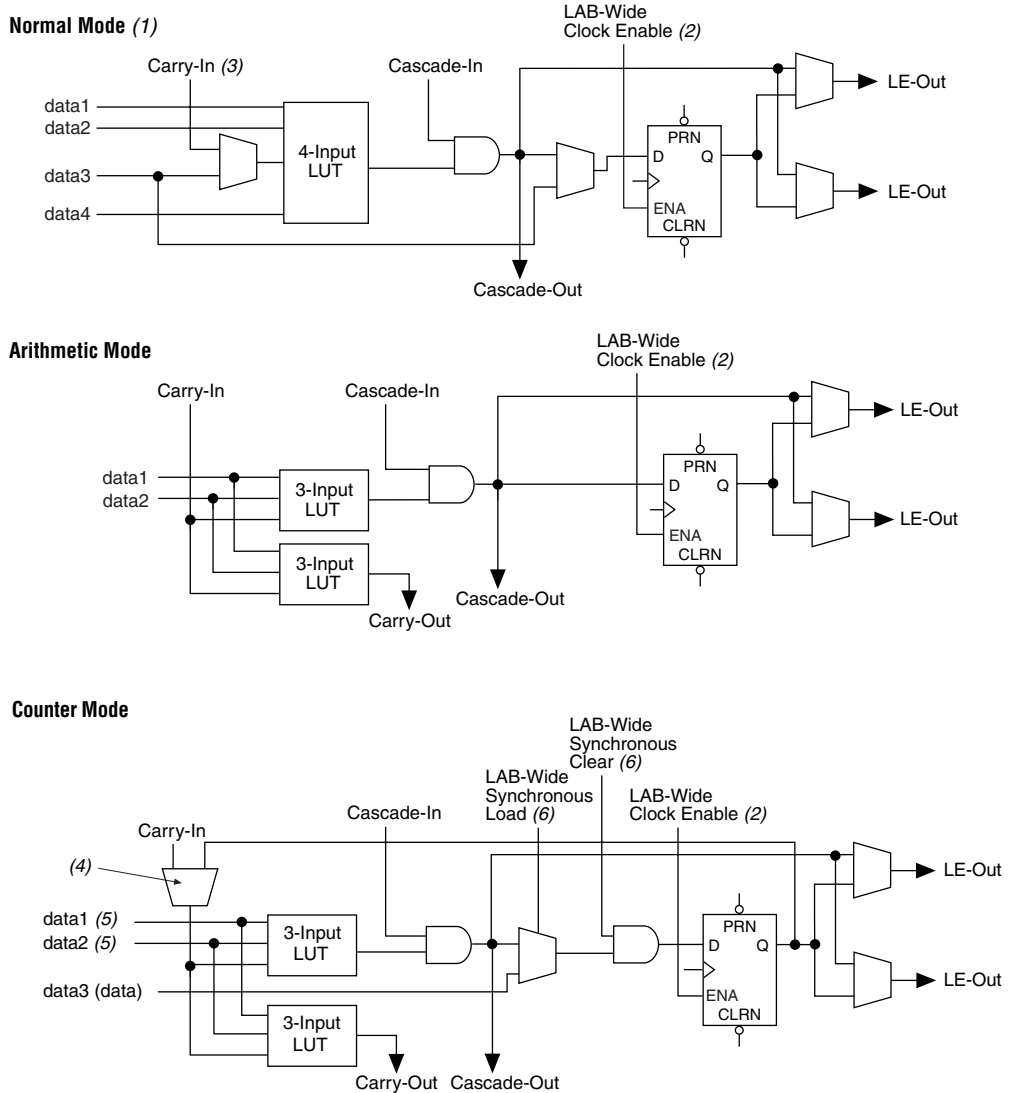 Normal Mode (1)
LAB-Wide
Clock Enable (2)
Carry-In (3)
Cascade-In
data1
data2
data3
data4
4-Input
LUT
PRN
D
Q
ENA
CLRN
LE-Out
LE-Out
Cascade-Out
Arithmetic Mode
LAB-Wide
Clock Enable (2)
Carry-In
Cascade-In
data1
data2
3-Input
LUT
3-Input
LUT
PRN
D
Q
ENA
CLRN
LE-Out
LE-Out
Cascade-Out
Carry-Out
Counter Mode
LAB-Wide
Synchronous
Clear (6)
LAB-Wide
Synchronous
Load (6)
LAB-Wide
Clock Enable (2)
Cascade-In
Carry-In
(4)
data1 (5)
data2 (5)
data3 (data)
3-Input
LUT
3-Input
LUT
PRN
D
Q
ENA
CLRN
LE-Out
LE-Out
Carry-Out
Cascade-Out